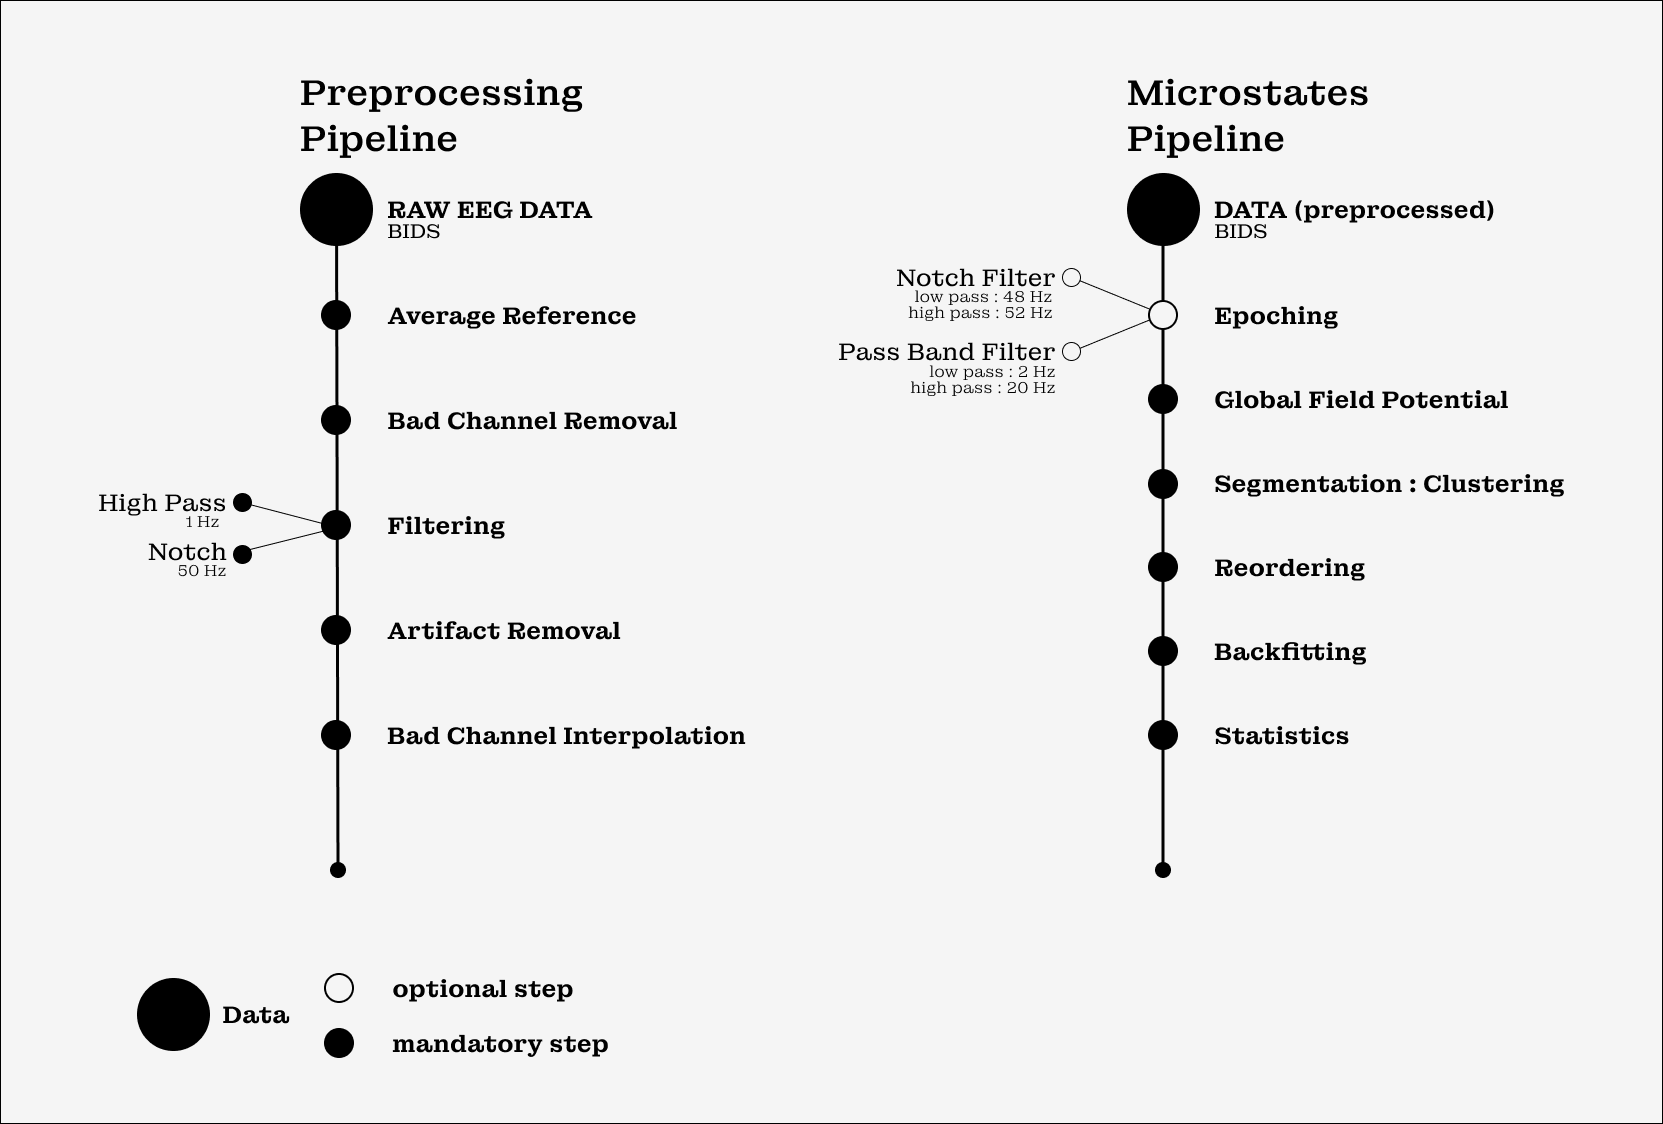 Preprocessing
Pipeline
RAW EEG DATA
BIDS
Average Reference
Bad Channel Removal
High Pass
1 Hz
Notch
50 Hz
Filtering
Artifact Removal
Bad Channel Interpolation
Microstates
Pipeline
DATA (preprocessed)
BIDS
Notch Filter
low pass : 48 Hz
high pass : 52 Hz
Pass Band Filter
low pass : 2 Hz
high pass : 20 Hz
Epoching
Global Field Potential
Segmentation : Clustering
Reordering
Backfitting
Statistics
Data
optional step
mandatory step